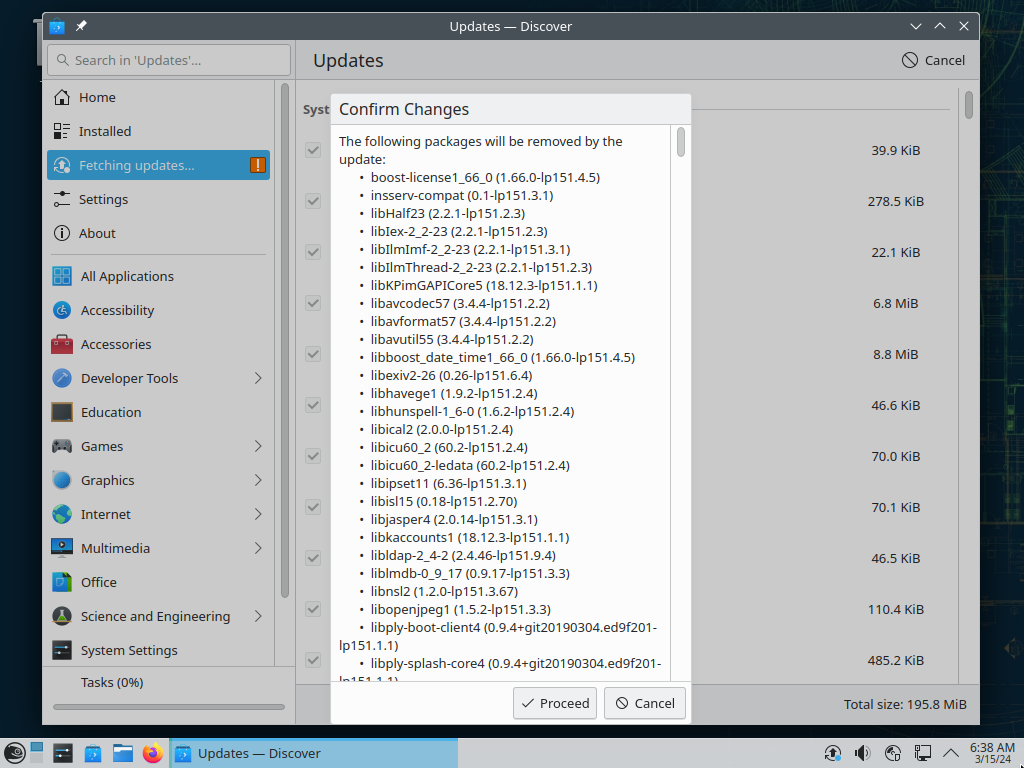 Updates — Discover
Search in 'Updates'...
Updates
Cancel
Home
Installed
Fetching updates...
Settings
About
All Applications
Accessibility
Accessories
Developer Tools
Education
Games
Graphics
Internet
Multimedia
Office
Science and Engineering
System Settings
Tasks (0%)
Syst
Confirm Changes
The following packages will be removed by the
update:
• boost-license1_66_0 (1.66.0-lp151.4.5)
• insserv-compat (0.1-lp151.3.1)
• libHalf23 (2.2.1-lp151.2.3)
• libIex-2_2-23 (2.2.1-lp151.2.3)
• libIlmImf-2_2-23 (2.2.1-lp151.3.1)
• libIlmThread-2_2-23 (2.2.1-lp151.2.3)
• libKPimGAPICore5 (18.12.3-lp151.1.1)
• libavcodec57 (3.4.4-lp151.2.2)
• libavformat57 (3.4.4-lp151.2.2)
• libavutil55 (3.4.4-lp151.2.2)
• libboost_date_time1_66_0 (1.66.0-lp151.4.5)
• libexiv2-26 (0.26-lp151.6.4)
• libhavege1 (1.9.2-lp151.2.4)
• libhunspell-1_6-0 (1.6.2-lp151.2.4)
• libical2 (2.0.0-lp151.2.4)
• libicu60_2 (60.2-lp151.2.4)
• libicu60_2-ledata (60.2-lp151.2.4)
• libipset11 (6.36-lp151.3.1)
• libisl15 (0.18-lp151.2.70)
• libjasper4 (2.0.14-lp151.3.1)
• libkaccounts1 (18.12.3-lp151.1.1)
• libldap-2_4-2 (2.4.46-lp151.9.4)
• liblmdb-0_9_17 (0.9.17-lp151.3.3)
• libnsl2 (1.2.0-lp151.3.67)
• libopenjpeg1 (1.5.2-lp151.3.3)
• libply-boot-client4 (0.9.4+git20190304.ed9f201-
lp151.1.1)
• libply-splash-core4 (0.9.4+git20190304.ed9f201-
lp151.1.1)
Proceed
Cancel
39.9 KiB
278.5 KiB
22.1 KiB
6.8 MiB
8.8 MiB
46.6 KiB
70.0 KiB
70.1 KiB
46.5 KiB
110.4 KiB
485.2 KiB
Total size: 195.8 MiB
Updates — Discover
6:38 AM
3/15/24